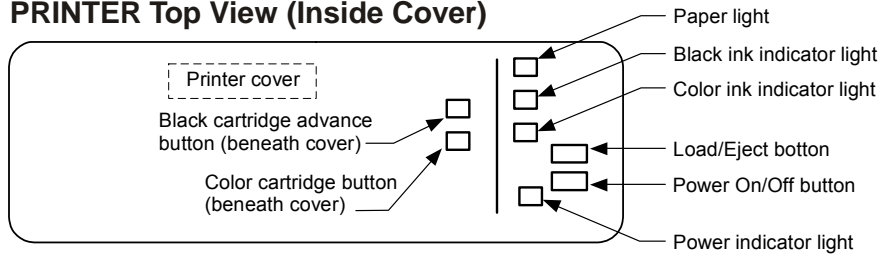 PRINTER Top View (Inside Cover)
Paper light
Black ink indicator light
Color ink indicator light
Printer cover
Black cartridge advance
button (beneath cover)
Color cartridge button
(beneath cover)
Load/Eject botton
Power On/Off button
Power indicator light